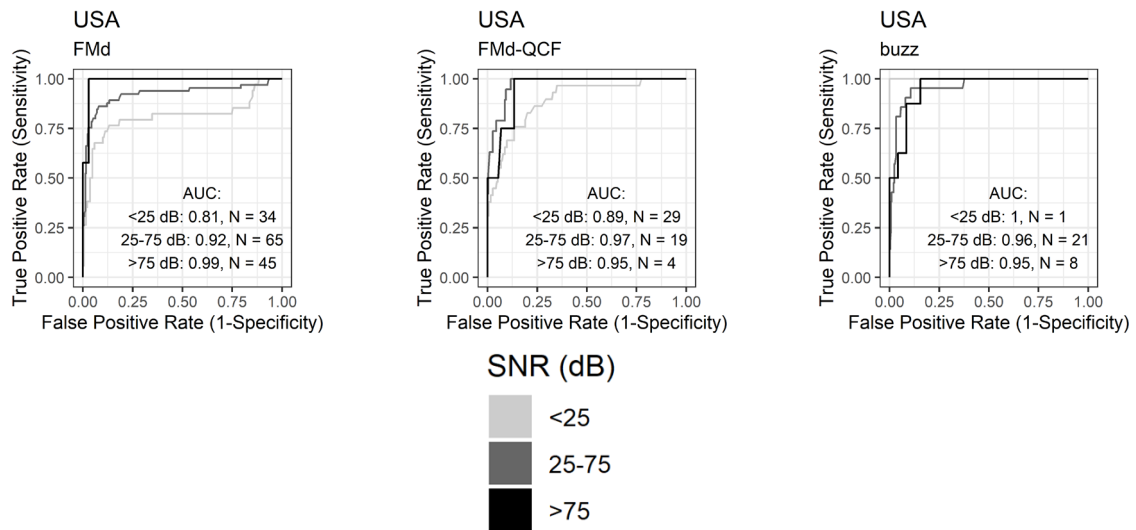 USA
FMd
True Positive Rate (Sensitivity)
1.00
0.75
0.50
0.25
0.00
AUC:
<25 dB: 0.81, N = 34
25-75 dB: 0.92, N = 65
>75 dB: 0.99, N = 45
0.00 0.25 0.50 0.75 1.00
False Positive Rate (1-Specificity)
USA
FMd-QCF
True Positive Rate (Sensitivity)
1.00
0.75
0.50
0.25
0.00
AUC:
<25 dB: 0.89, N = 29
25-75 dB: 0.97, N = 19
>75 dB: 0.95, N = 4
0.00 0.25 0.50 0.75 1.00
False Positive Rate (1-Specificity)
USA
buzz
True Positive Rate (Sensitivity)
1.00
0.75
0.50
0.25
0.00
AUC:
<25 dB: 1, N = 1
25-75 dB: 0.96, N = 21
>75 dB: 0.95, N = 8
0.00 0.25 0.50 0.75 1.00
False Positive Rate (1-Specificity)
SNR (dB)
<25
25-75
>75